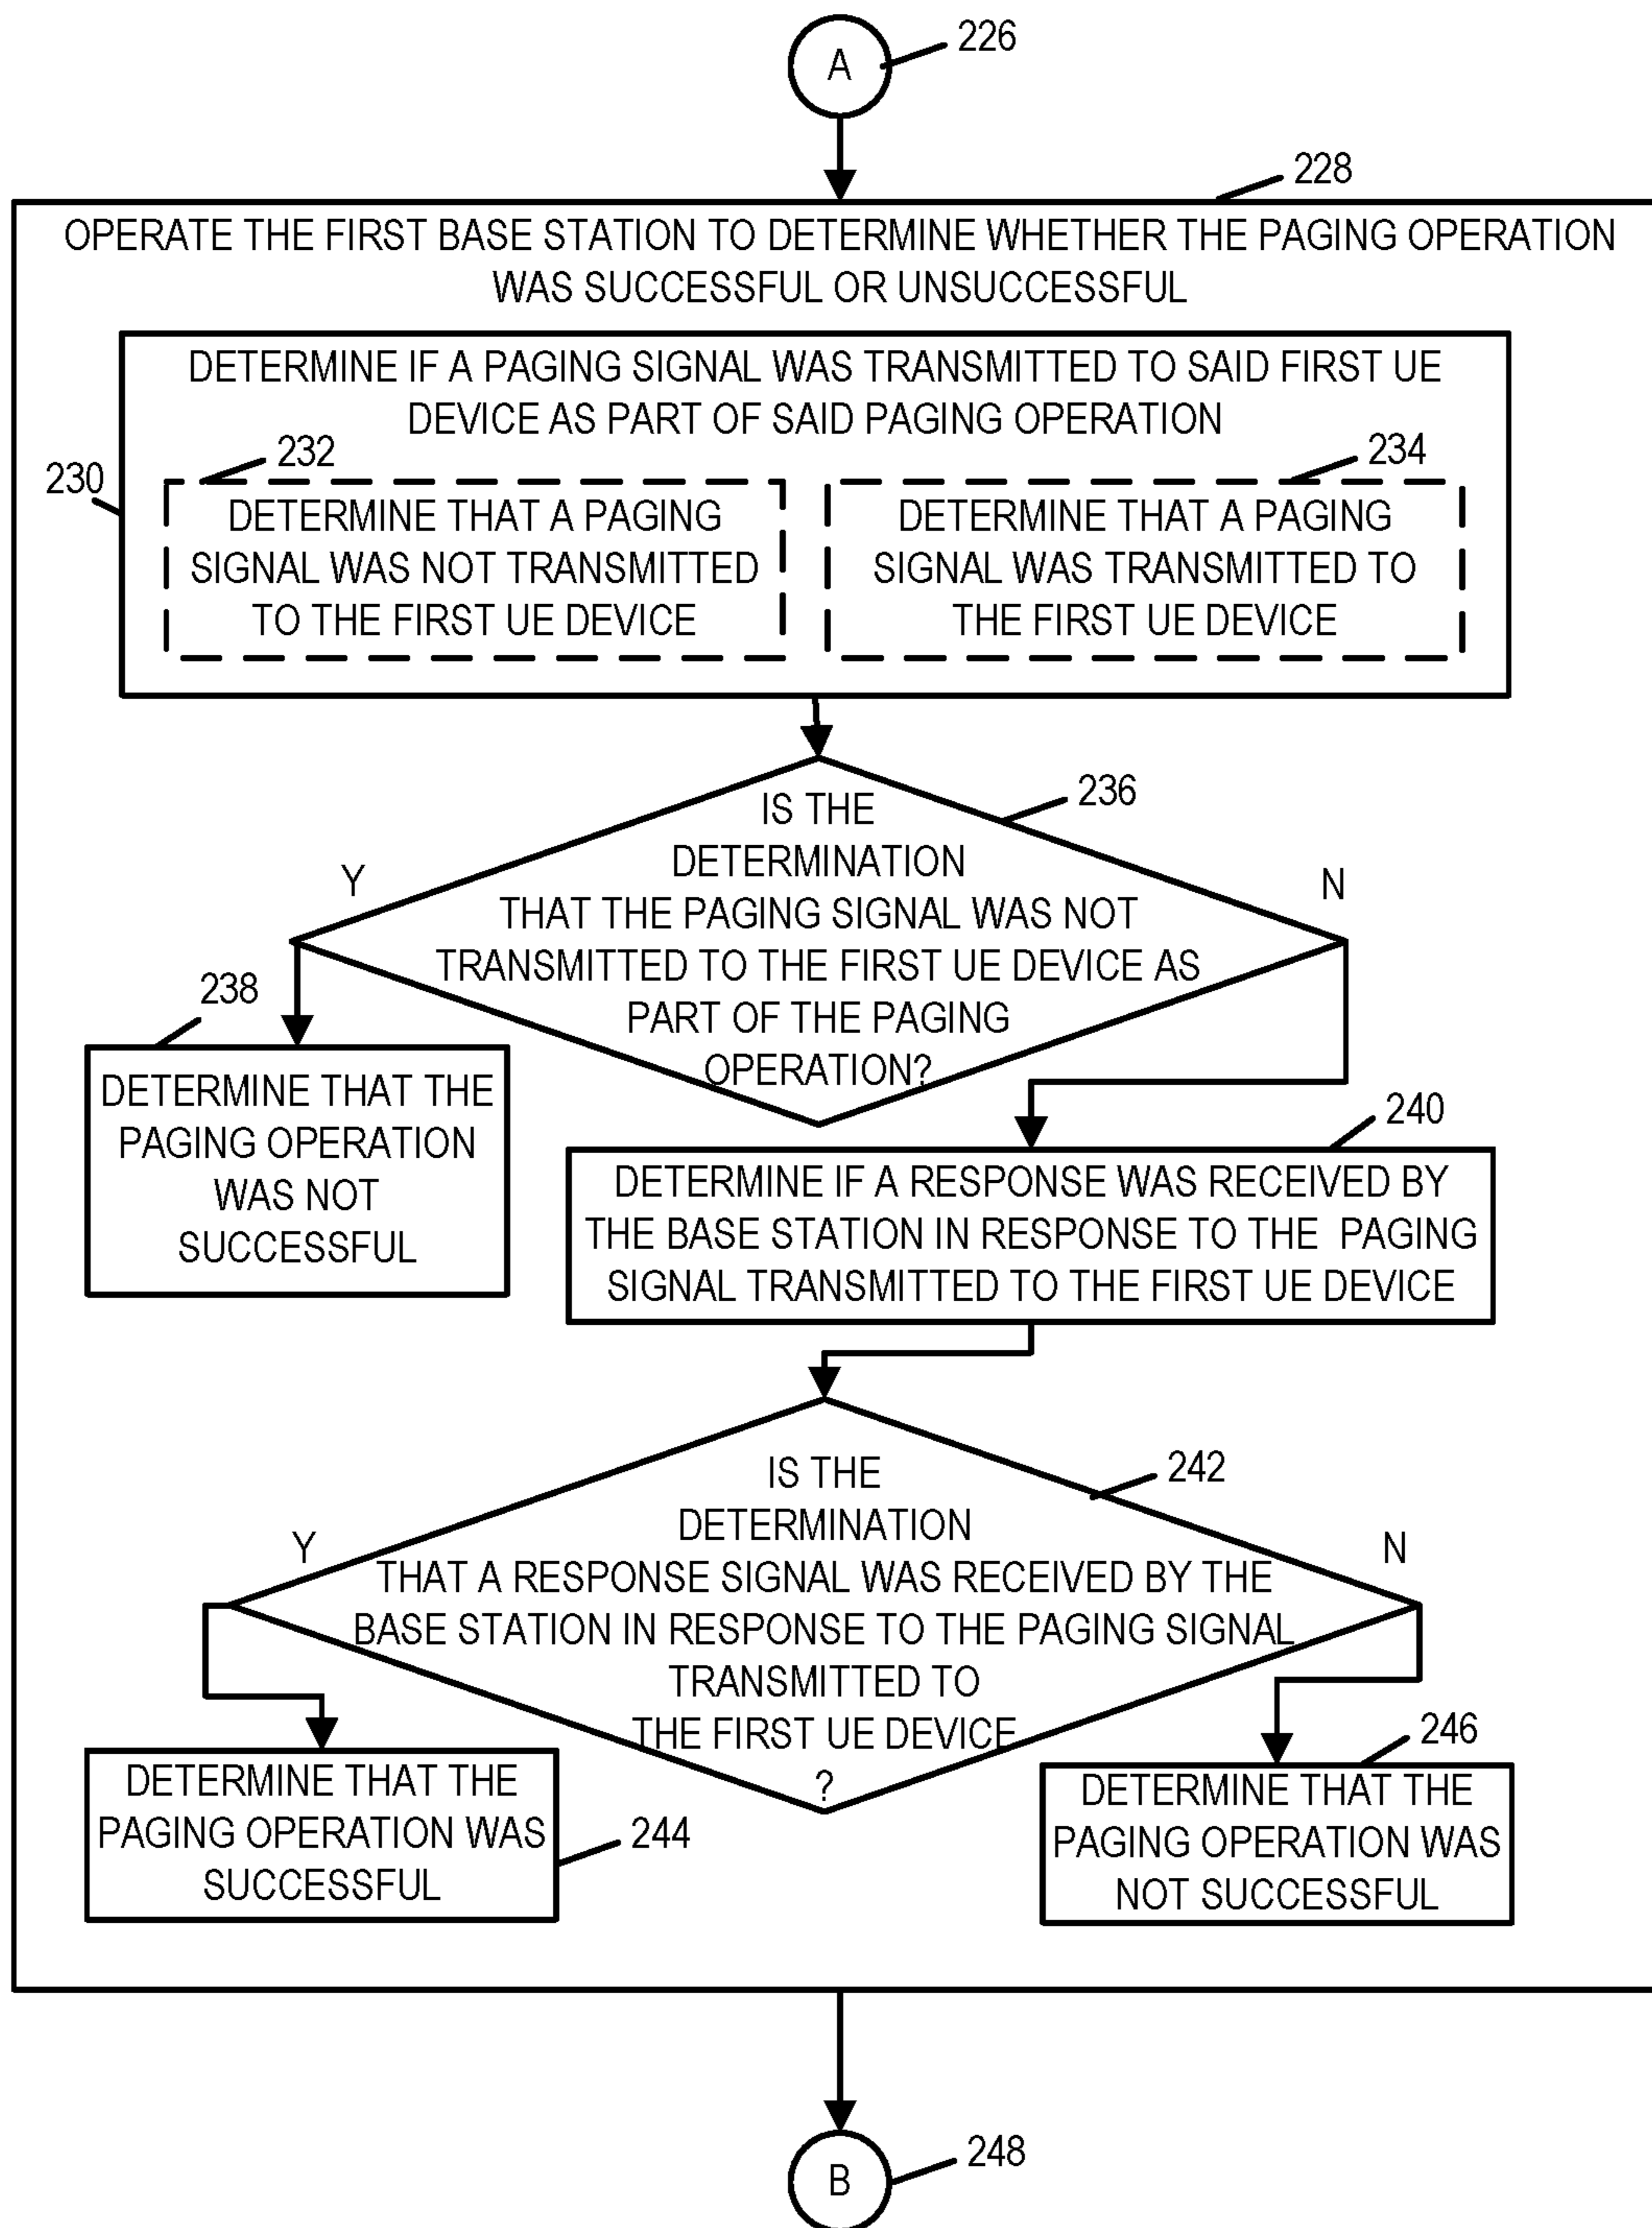 A
226
228
OPERATE THE FIRST BASE STATION TO DETERMINE WHETHER THE PAGING OPERATION
WAS SUCCESSFUL OR UNSUCCESSFUL
DETERMINE IF A PAGING SIGNAL WAS TRANSMITTED TO SAID FIRST UE
DEVICE AS PART OF SAID PAGING OPERATION
230
232
DETERMINE THAT A PAGING
SIGNAL WAS NOT TRANSMITTED
TO THE FIRST UE DEVICE
234
DETERMINE THAT A PAGING
SIGNAL WAS TRANSMITTED TO
THE FIRST UE DEVICE
236
IS THE
DETERMINATION
THAT THE PAGING SIGNAL WAS NOT
TRANSMITTED TO THE FIRST UE DEVICE AS
PART OF THE PAGING
OPERATION?
Y
N
238
DETERMINE THAT THE
PAGING OPERATION
WAS NOT
SUCCESSFUL
240
DETERMINE IF A RESPONSE WAS RECEIVED BY
THE BASE STATION IN RESPONSE TO THE PAGING
SIGNAL TRANSMITTED TO THE FIRST UE DEVICE
242
IS THE
DETERMINATION
THAT A RESPONSE SIGNAL WAS RECEIVED BY THE
BASE STATION IN RESPONSE TO THE PAGING SIGNAL
TRANSMITTED TO
THE FIRST UE DEVICE
?
Y
N
DETERMINE THAT THE
PAGING OPERATION WAS
SUCCESSFUL
244
246
DETERMINE THAT THE
PAGING OPERATION WAS
NOT SUCCESSFUL
B
248